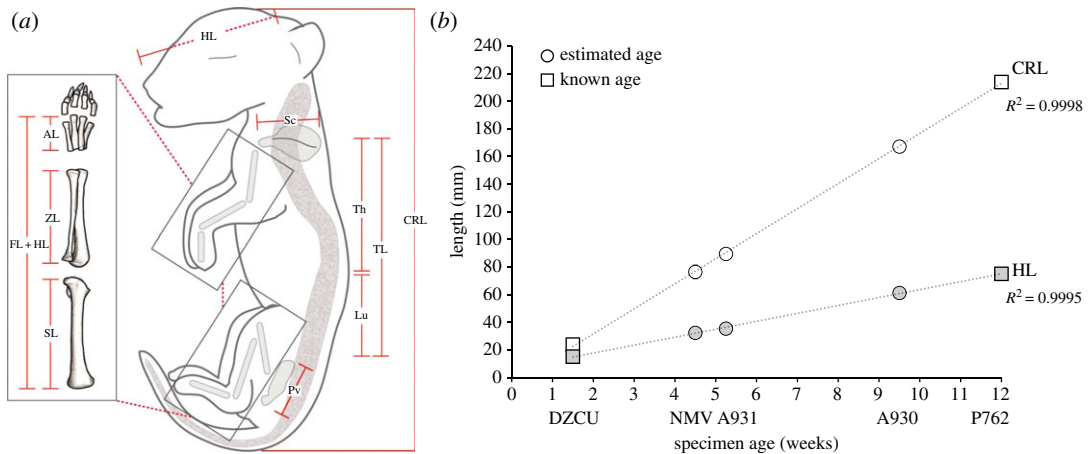 (a)
HL
AL
ZL
FL + HL
SL
Sc
Th
CRL
TL
Lu
Pv
(b)
estimated age
known age
240
220
200
180
160
140
120
100
80
60
40
20
0
length (mm)
CRL
R² = 0.9998
HL
R² = 0.9995
0 1 2 3 4 5 6 7 8 9 10 11 12
DZCU NMV A931 A930 P762
specimen age (weeks)